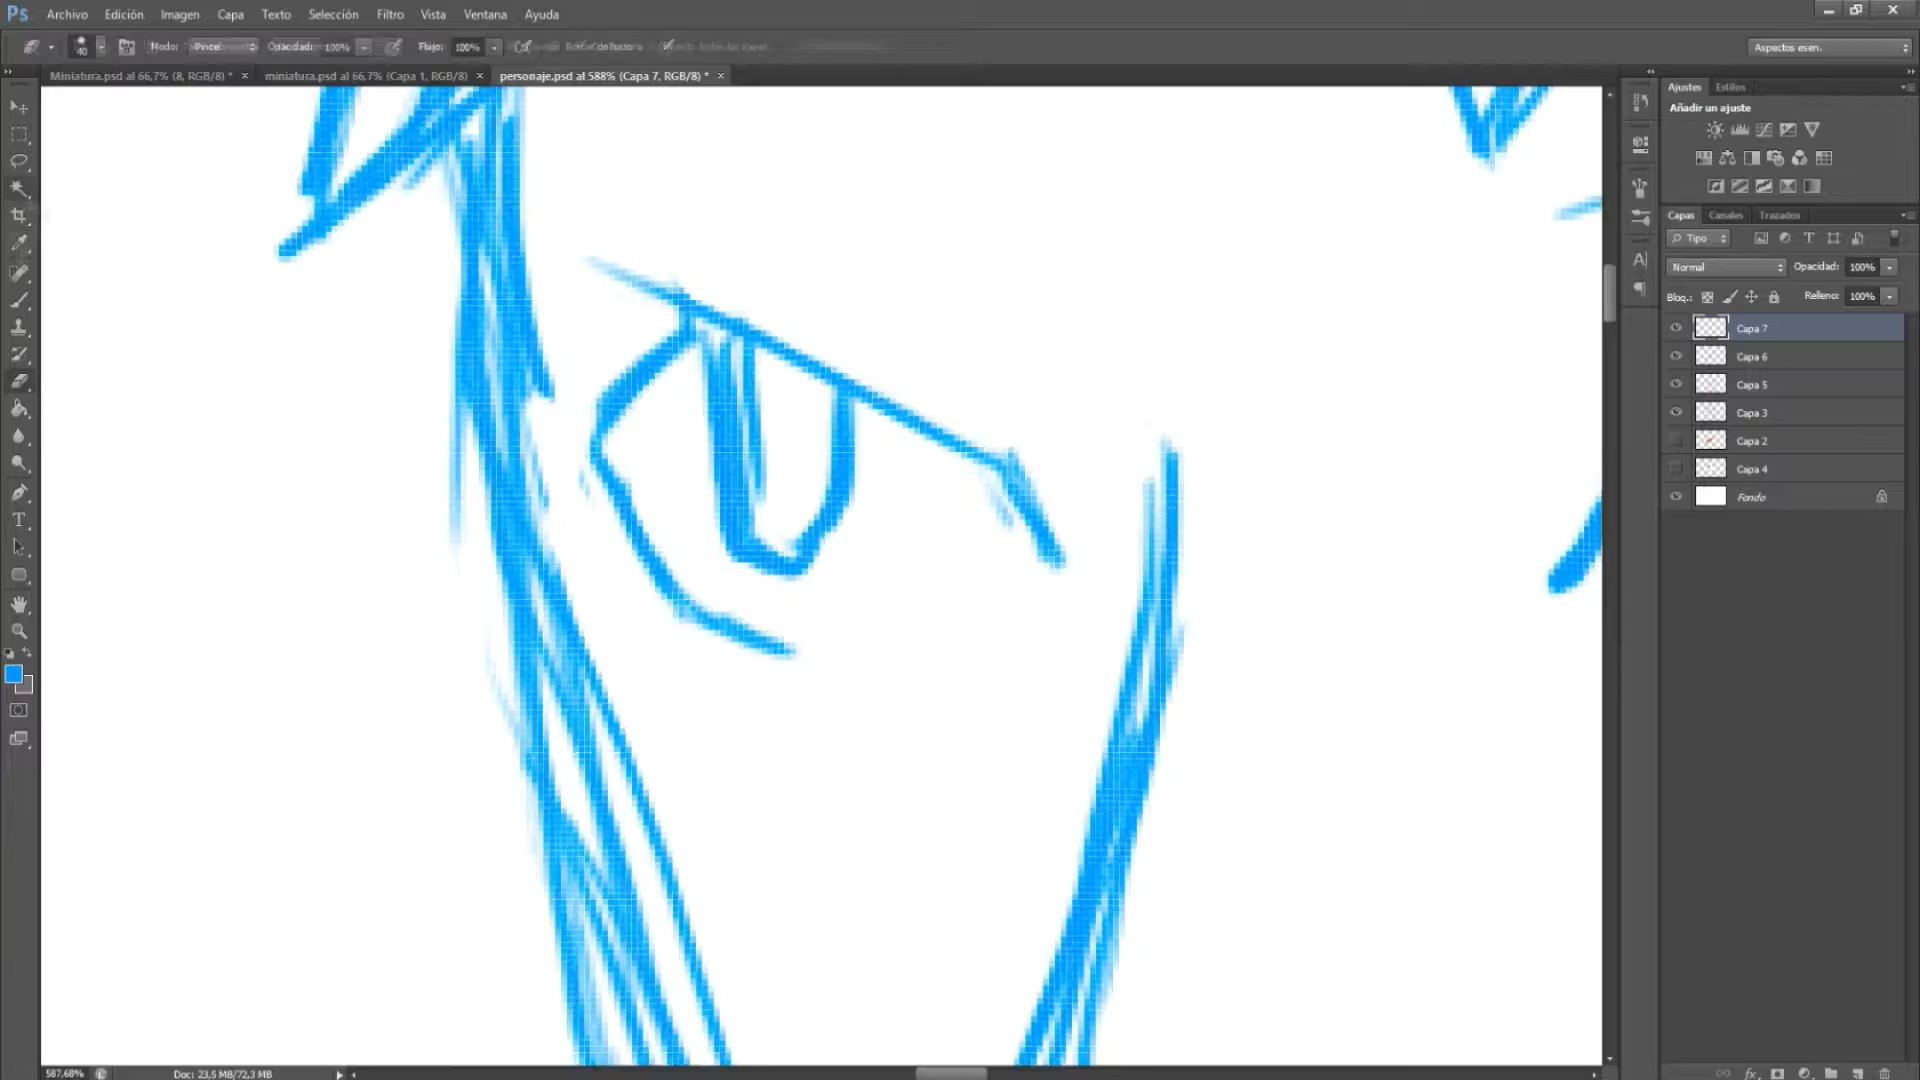 Ps Archivo Edición Imagen Capa Texto Selección Filtro Vista Ventana Ayuda
40 Modo: Pincel Opacidad: 100% Flujo: 100% Aspectos esen.
Miniatura.psd al 66,7% (8, RGB/8) * × miniatura.psd al 66,7% (Capa 1, RGB/8) × personaje.psd al 588% (Capa 7, RGB/8) * ×
Ajustes Estilos
Añadir un ajuste
Capas Canales Trazados
Tipo
Normal Opacidad: 100%
Bloq.: Relleno: 100%
Capa 7
Capa 6
Capa 5
Capa 3
Capa 2
Capa 4
Fondo
587,68% Doc: 23,5 MB/72,3 MB